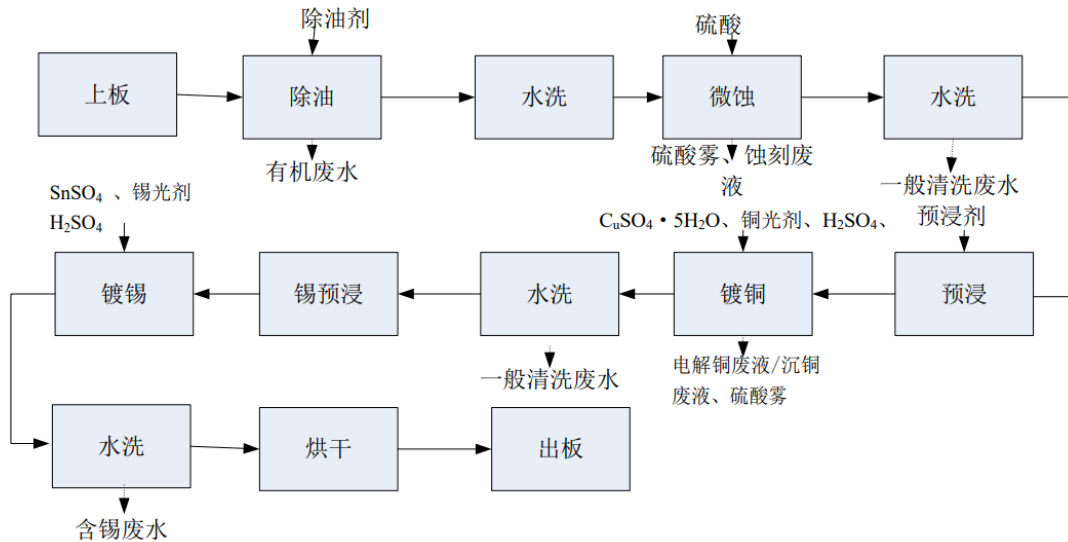 除油剂
硫酸
上板
除油
水洗
微蚀
水洗
有机废水
硫酸雾、蚀刻废
液
一般清洗废水
SnSO₄ 、锡光剂
H₂SO₄
CᵤSO₄•5H₂O、铜光剂、H₂SO₄、
预浸剂
镀锡
锡预浸
水洗
镀铜
预浸
一般清洗废水
电解铜废液/沉铜
废液、硫酸雾
水洗
烘干
出板
含锡废水